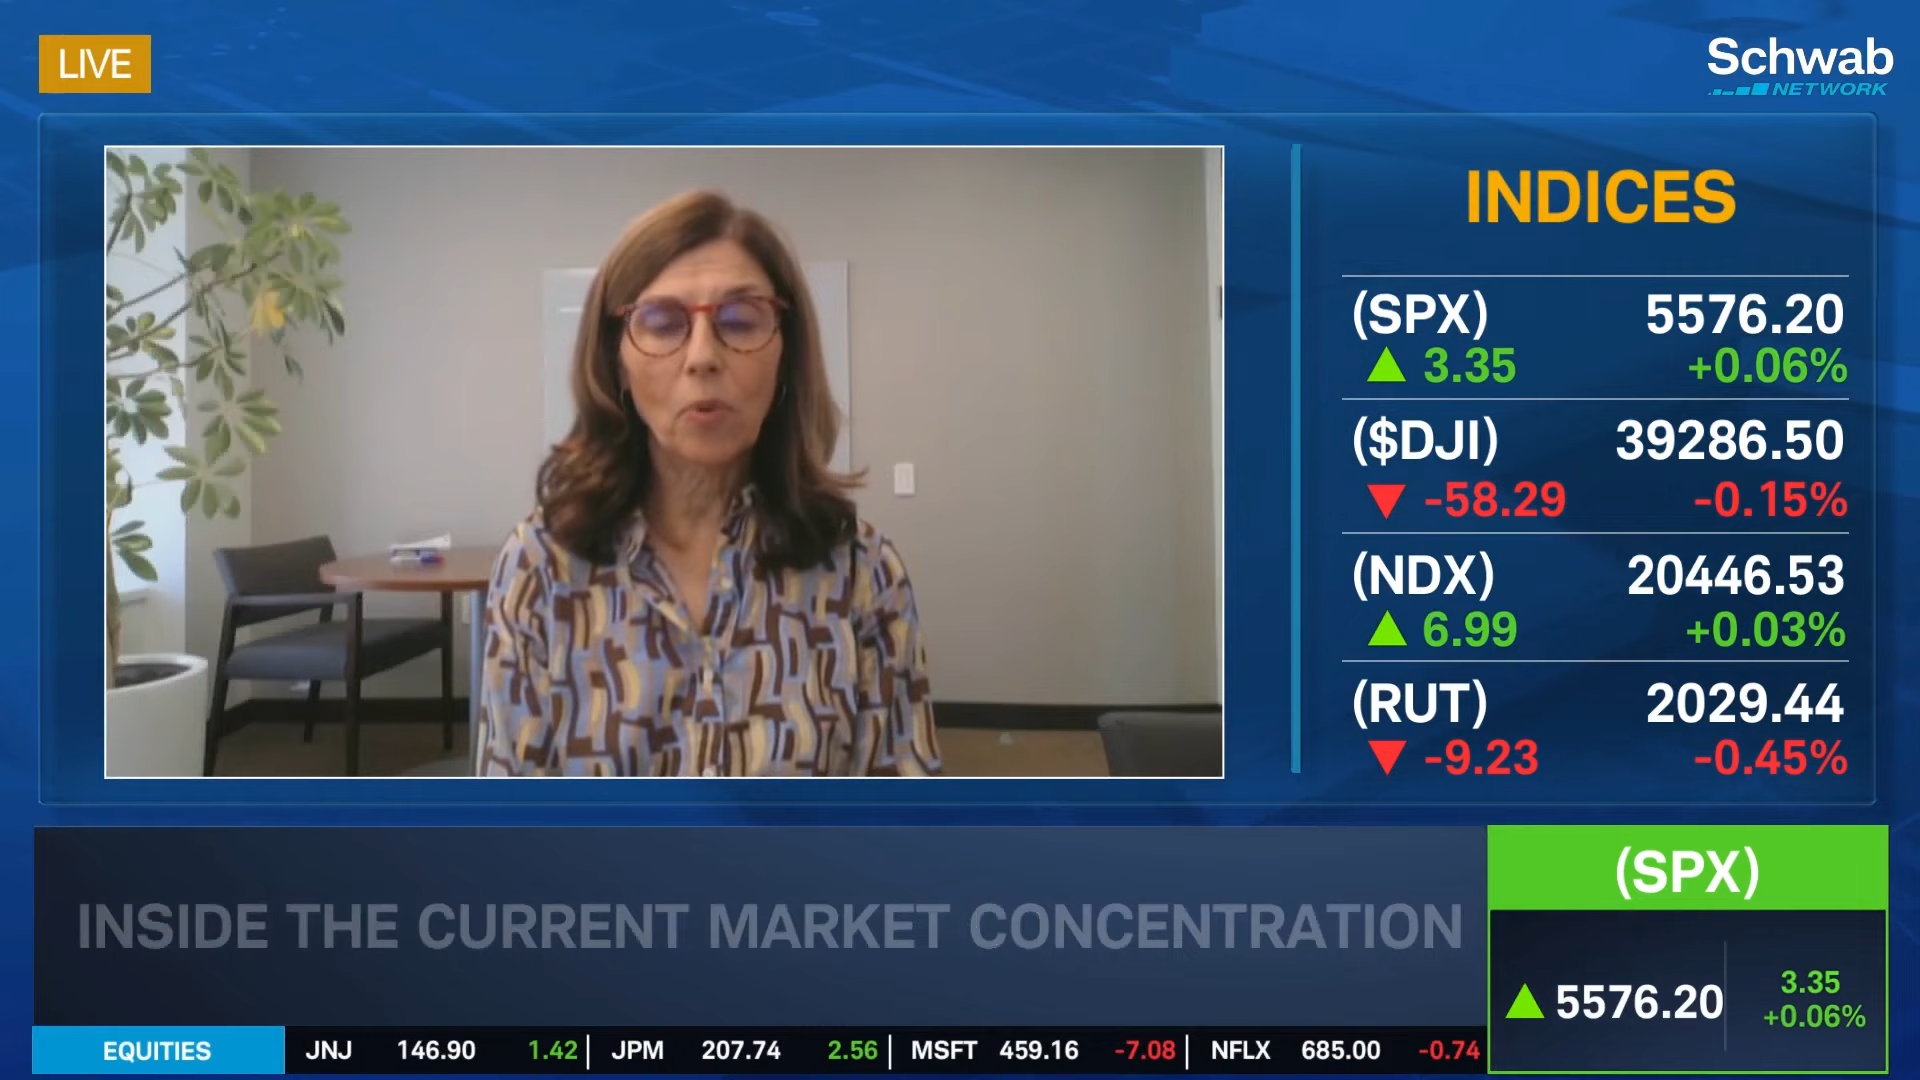 LIVE
Schwab
NETWORK
INDICES
(SPX) 5576.20
▲ 3.35 +0.06%
($DJI) 39286.50
▼ -58.29 -0.15%
(NDX) 20446.53
▲ 6.99 +0.03%
(RUT) 2029.44
▼ -9.23 -0.45%
INSIDE THE CURRENT MARKET CONCENTRATION
(SPX)
▲ 5576.20
3.35
+0.06%
EQUITIES JNJ 146.90 1.42 | JPM 207.74 2.56 | MSFT 459.16 -7.08 | NFLX 685.00 -0.74